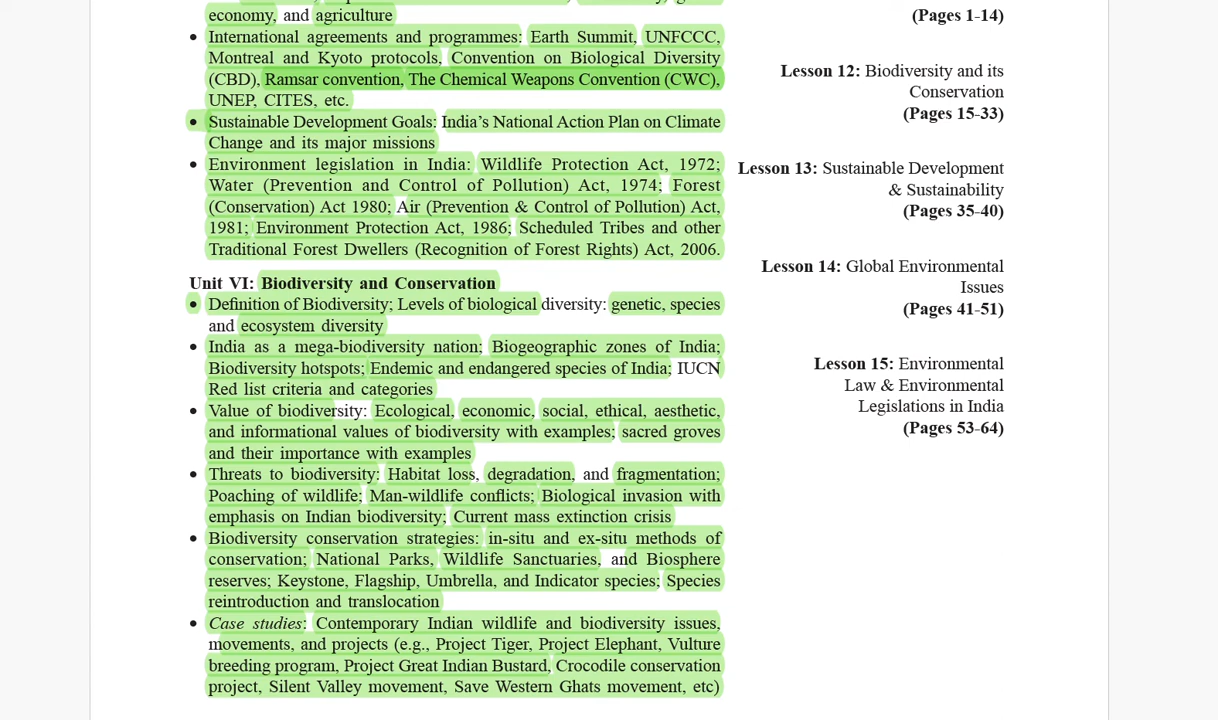 economy, and agriculture
• International agreements and programmes: Earth Summit, UNFCCC,
Montreal and Kyoto protocols, Convention on Biological Diversity
(CBD), Ramsar convention, The Chemical Weapons Convention (CWC),
UNEP, CITES, etc.
• Sustainable Development Goals: India's National Action Plan on Climate
Change and its major missions
• Environment legislation in India: Wildlife Protection Act, 1972;
Water (Prevention and Control of Pollution) Act, 1974; Forest
(Conservation) Act 1980; Air (Prevention & Control of Pollution) Act,
1981; Environment Protection Act, 1986; Scheduled Tribes and other
Traditional Forest Dwellers (Recognition of Forest Rights) Act, 2006.
Unit VI: Biodiversity and Conservation
• Definition of Biodiversity; Levels of biological diversity: genetic, species
and ecosystem diversity
• India as a mega-biodiversity nation; Biogeographic zones of India;
Biodiversity hotspots; Endemic and endangered species of India; IUCN
Red list criteria and categories
• Value of biodiversity: Ecological, economic, social, ethical, aesthetic,
and informational values of biodiversity with examples; sacred groves
and their importance with examples
• Threats to biodiversity: Habitat loss, degradation, and fragmentation;
Poaching of wildlife; Man-wildlife conflicts; Biological invasion with
emphasis on Indian biodiversity; Current mass extinction crisis
• Biodiversity conservation strategies: in-situ and ex-situ methods of
conservation; National Parks, Wildlife Sanctuaries, and Biosphere
reserves; Keystone, Flagship, Umbrella, and Indicator species; Species
reintroduction and translocation
• Case studies: Contemporary Indian wildlife and biodiversity issues,
movements, and projects (e.g., Project Tiger, Project Elephant, Vulture
breeding program, Project Great Indian Bustard, Crocodile conservation
project, Silent Valley movement, Save Western Ghats movement, etc)
(Pages 1-14)
Lesson 12: Biodiversity and its
Conservation
(Pages 15-33)
Lesson 13: Sustainable Development
& Sustainability
(Pages 35-40)
Lesson 14: Global Environmental
Issues
(Pages 41-51)
Lesson 15: Environmental
Law & Environmental
Legislations in India
(Pages 53-64)